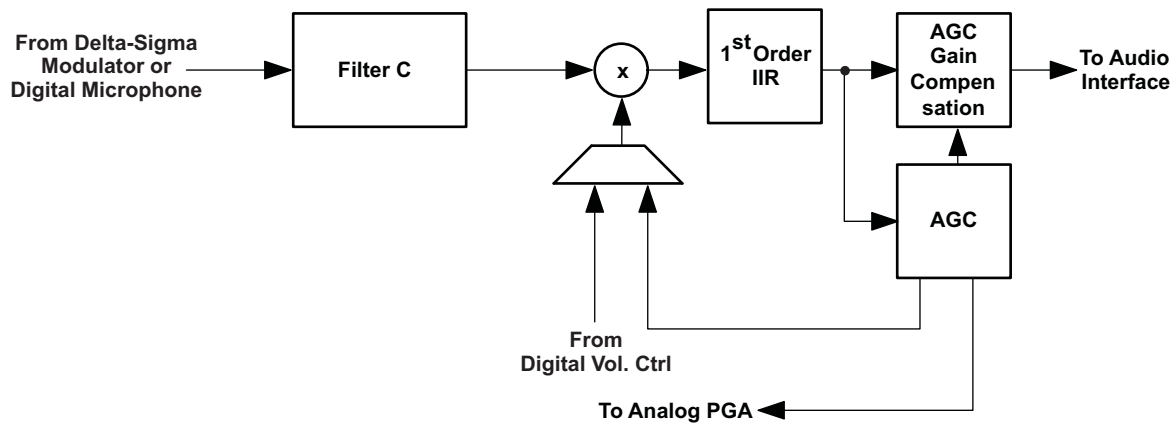 From Delta-Sigma
Modulator or
Digital Microphone
Filter C
x
1st Order
IIR
AGC
Gain
Compen
sation
To Audio
Interface
AGC
From
Digital Vol. Ctrl
To Analog PGA